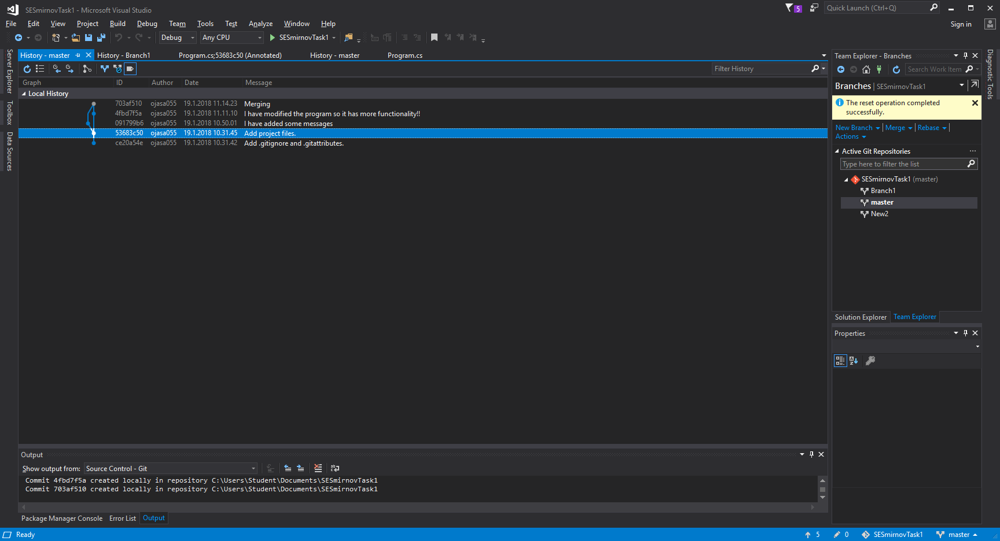 SESmirnovTask1 - Microsoft Visual Studio
5
Quick Launch (Ctrl+Q)
File Edit View Project Build Debug Team Tools Test Analyze Window Help
Sign in
Debug Any CPU SESmirnovTask1
Server Explorer
Toolbox
Data Sources
History - master History - Branch1 Program.cs;53683c50 (Annotated) History - master Program.cs
Filter History
Graph ID Author Date Message
Local History
703af510 ojasa055 19.1.2018 11.14.23 Merging
4fbd7f5a ojasa055 19.1.2018 11.11.10 I have modified the program so it has more functionality!!
091799b6 ojasa055 19.1.2018 10.50.01 I have added some messages
53683c50 ojasa055 19.1.2018 10.31.45 Add project files.
ce20a54e ojasa055 19.1.2018 10.31.42 Add .gitignore and .gitattributes.
Team Explorer - Branches
Search Work Item
Branches | SESmirnovTask1
The reset operation completed
successfully.
New Branch | Merge | Rebase |
Actions
Active Git Repositories
Type here to filter the list
SESmirnovTask1 (master)
Branch1
master
New2
Solution Explorer Team Explorer
Properties
Diagnostic Tools
Output
Show output from: Source Control - Git
Commit 4fbd7f5a created locally in repository C:\Users\Student\Documents\SESmirnovTask1
Commit 703af510 created locally in repository C:\Users\Student\Documents\SESmirnovTask1
Package Manager Console Error List Output
Ready
5 0 SESmirnovTask1 master